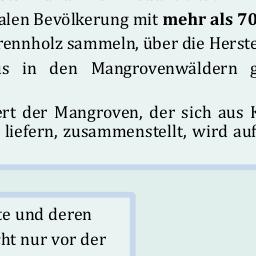 alen Bevölkerung mit mehr als 70
rennholz sammeln, über die Herste
s in den Mangrovenwäldern g
ert der Mangroven, der sich aus K
liefern, zusammenstellt, wird auf
te und deren
cht nur vor der